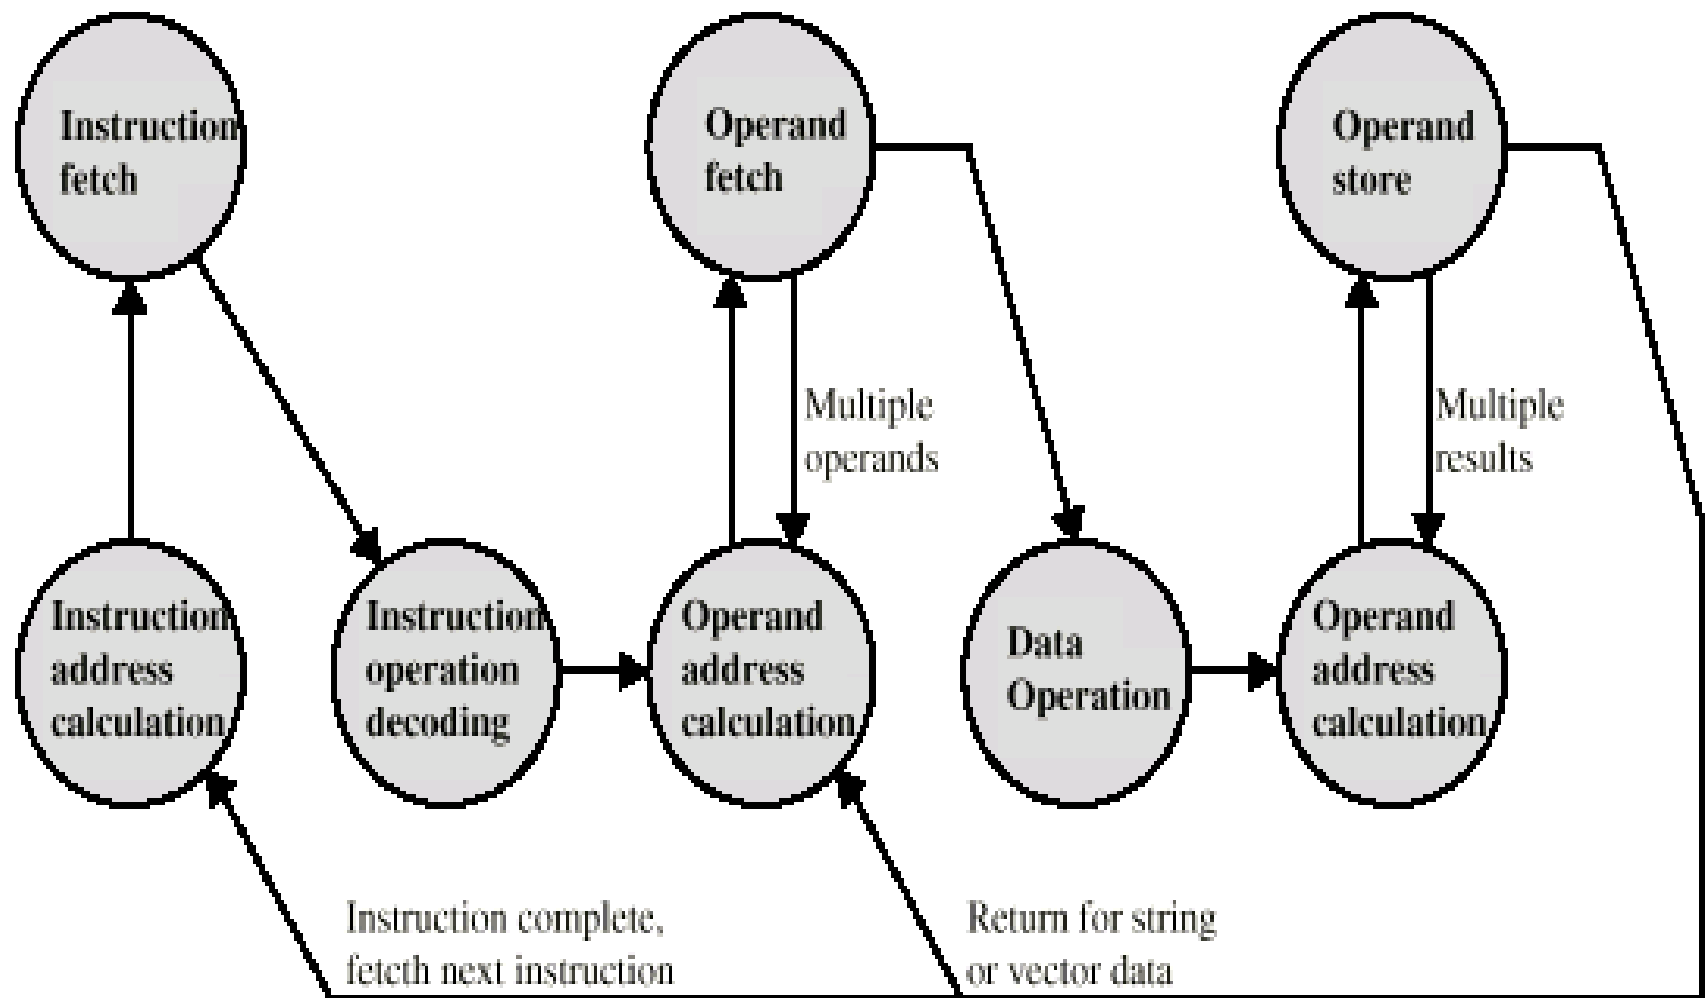 Instruction
fetch
Operand
fetch
Operand
store
Multiple
operands
Multiple
results
Instruction
address
calculation
Instruction
operation
decoding
Operand
address
calculation
Data
Operation
Operand
address
calculation
Instruction complete,
fetcth next instruction
Return for string
or vector data